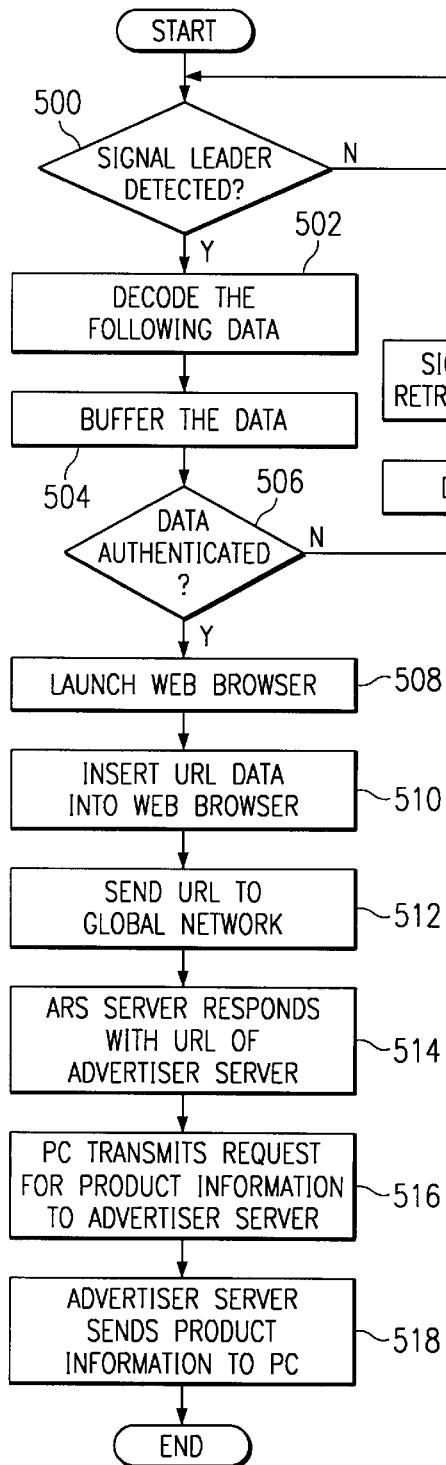 START
500
SIGNAL LEADER
DETECTED?
N
Y
502
DECODE THE
FOLLOWING DATA
BUFFER THE DATA
504
506
DATA
AUTHENTICATED
?
N
Y
LAUNCH WEB BROWSER
508
INSERT URL DATA
INTO WEB BROWSER
510
SEND URL TO
GLOBAL NETWORK
512
ARS SERVER RESPONDS
WITH URL OF
ADVERTISER SERVER
514
PC TRANSMITS REQUEST
FOR PRODUCT INFORMATION
TO ADVERTISER SERVER
516
ADVERTISER SERVER
SENDS PRODUCT
INFORMATION TO PC
518
END